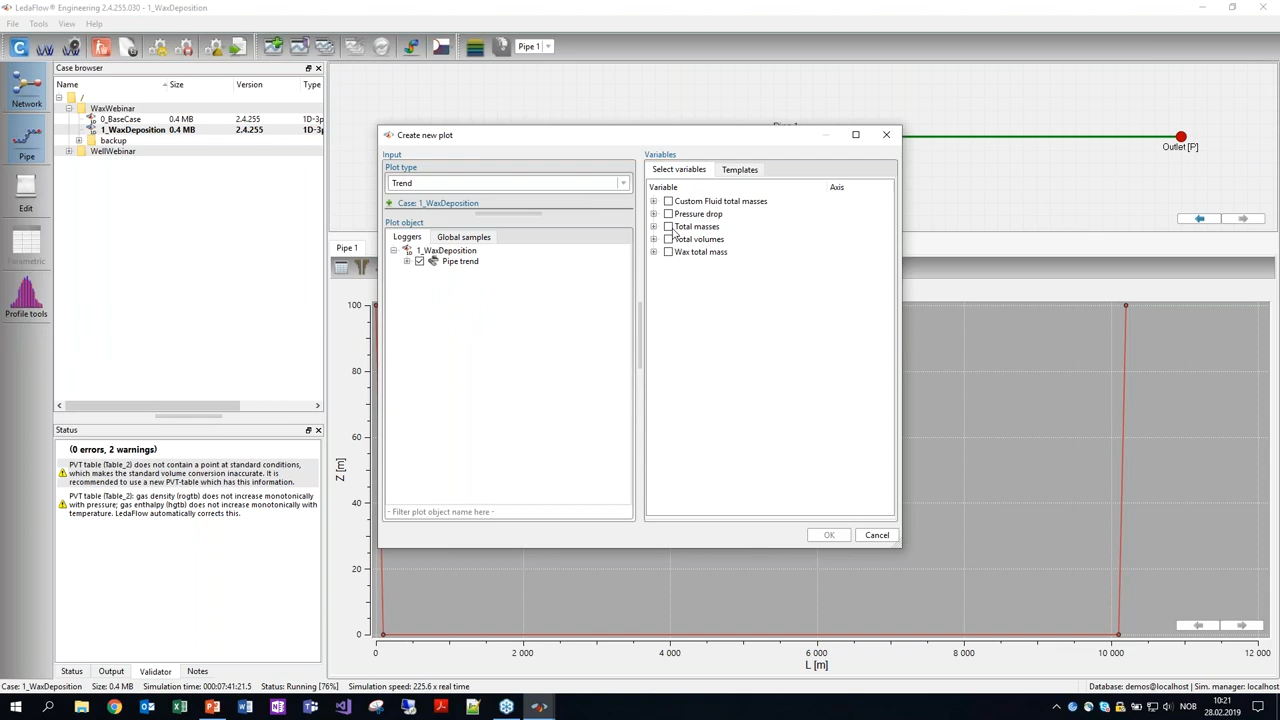 LedaFlow® Engineering 2.4.255.030 - 1_WaxDeposition
File Tools View Help
Pipe 1
Network
Pipe
Edit
Parametric
Profile tools
Case browser
Name Size Version Type
/
WaxWebinar
0_BaseCase 0.4 MB 2.4.255 1D-3p
1_WaxDeposition 0.4 MB 2.4.255 1D-3p
backup
WellWebinar
Status
(0 errors, 2 warnings)
PVT table (Table_2) does not contain a point at standard conditions,
which makes the standard volume conversion inaccurate. It is
recommended to use a new PVT-table which has this information.
PVT table (Table_2): gas density (rogtb) does not increase monotonically
with pressure; gas enthalpy (hgtb) does not increase monotonically with
temperature. LedaFlow automatically corrects this.
Status Output Validator Notes
Outlet [P]
Pipe 1
Create new plot
Input
Plot type
Trend
Case: 1_WaxDeposition
Plot object
Loggers Global samples
1_WaxDeposition
Pipe trend
- Filter plot object name here -
Variables
Select variables Templates
Variable Axis
Custom Fluid total masses
Pressure drop
Total masses
Total volumes
Wax total mass
OK Cancel
Z [m]
100
80
60
40
20
0
0 2 000 4 000 6 000 8 000 10 000 12 000
L [m]
Case: 1_WaxDeposition Size: 0.4 MB Simulation time: 000:07:41:21.5 Status: Running [76%] Simulation speed: 225.6 x real time Database: demos@localhost Sim. manager: localhost
NOB
10:21
28.02.2019